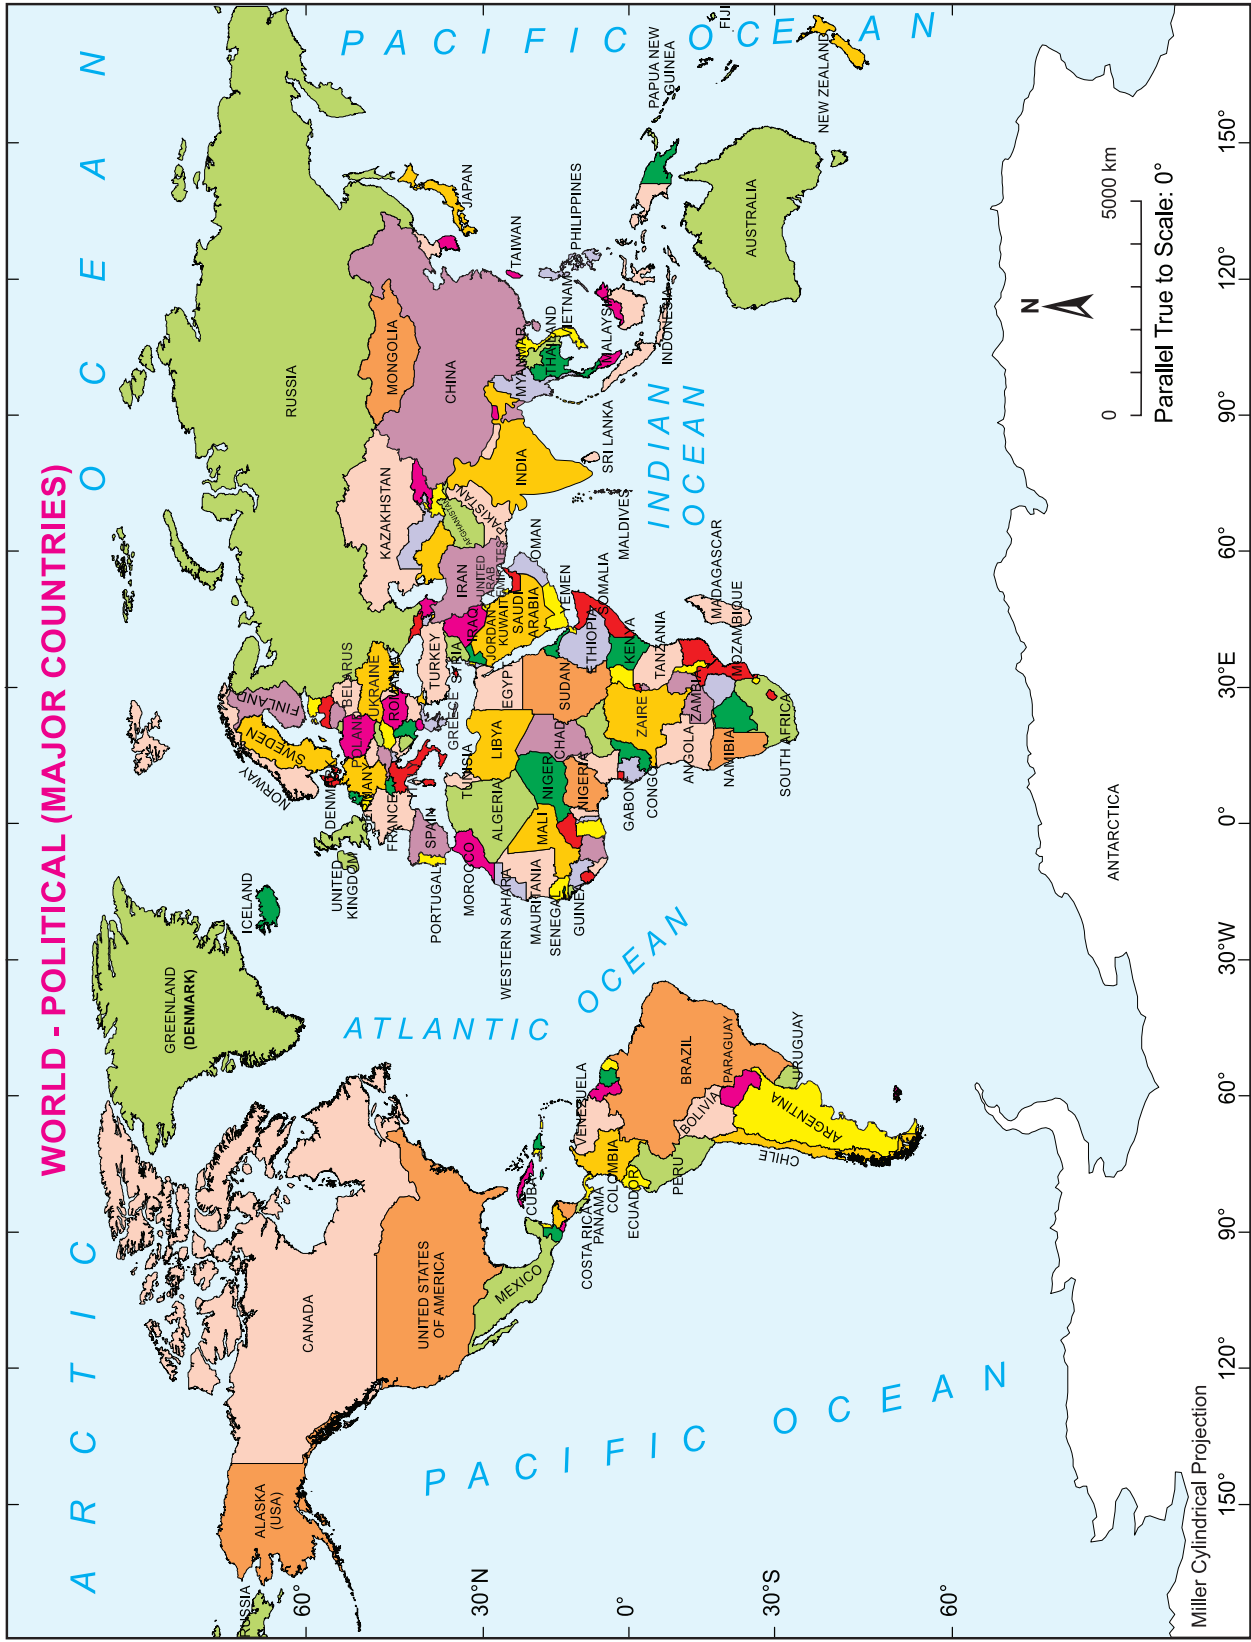 WORLD - POLITICAL (MAJOR COUNTRIES)
A R C T I C
O C E A N
RUSSIA
ALASKA
(USA)
CANADA
GREENLAND
(DENMARK)
ICELAND
UNITED STATES
OF AMERICA
MEXICO
CUBA
COSTA RICA
PANAMA
COLOMBIA
ECUADOR
VENEZUELA
PERU
BRAZIL
BOLIVIA
PARAGUAY
URUGUAY
ARGENTINA
CHILE
PACIFIC OCEAN
ATLANTIC
OCEAN
NORWAY
SWEDEN
FINLAND
DENMARK
UNITED
KINGDOM
GERMANY
POLAND
BELARUS
UKRAINE
ROMANIA
FRANCE
SPAIN
PORTUGAL
GREECE
TURKEY
SYRIA
IRAQ
IRAN
JORDAN
KUWAIT
SAUDI
ARABIA
UNITED
ARAB
EMIRATES
OMAN
YEMEN
RUSSIA
KAZAKHSTAN
MONGOLIA
CHINA
AFGHANISTAN
PAKISTAN
INDIA
SRI LANKA
MALDIVES
MYANMAR
THAILAND
VIETNAM
MALAYSIA
INDONESIA
PHILIPPINES
TAIWAN
JAPAN
PACIFIC OCEAN
PAPUA NEW
GUINEA
FIJI
AUSTRALIA
NEW ZEALAND
INDIAN
OCEAN
MOROCCO
WESTERN SAHARA
MAURITANIA
SENEGAL
GUINEA
ALGERIA
TUNISIA
LIBYA
EGYPT
MALI
NIGER
NIGERIA
CHAD
SUDAN
ETHIOPIA
SOMALIA
KENYA
TANZANIA
ZAIRE
GABON
CONGO
ANGOLA
ZAMBIA
NAMIBIA
MOZAMBIQUE
MADAGASCAR
SOUTH AFRICA
ANTARCTICA
N
0 5000 km
Parallel True to Scale: 0°
Miller Cylindrical Projection
60°
30°N
0°
30°S
60°
150°
120°
90°
60°
30°W
0°
30°E
60°
90°
120°
150°